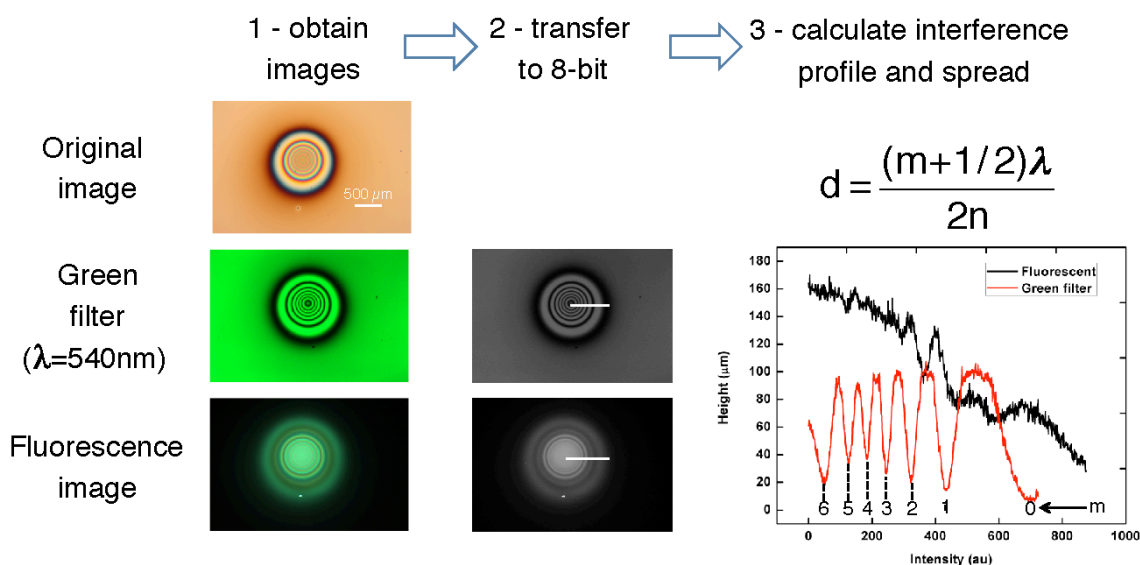 1 - obtain
images
2 - transfer
to 8-bit
3 - calculate interference
profile and spread
Original
image
500 µm
d = (m+1/2)λ
2n
Green
filter
(λ=540nm)
Fluorescence
image
Fluorescent
Green filter
Height (µm)
180
160
140
120
100
80
60
40
20
0
6 5 4 3 2 1 0 m
0 200 400 600 800 1000
Intensity (au)